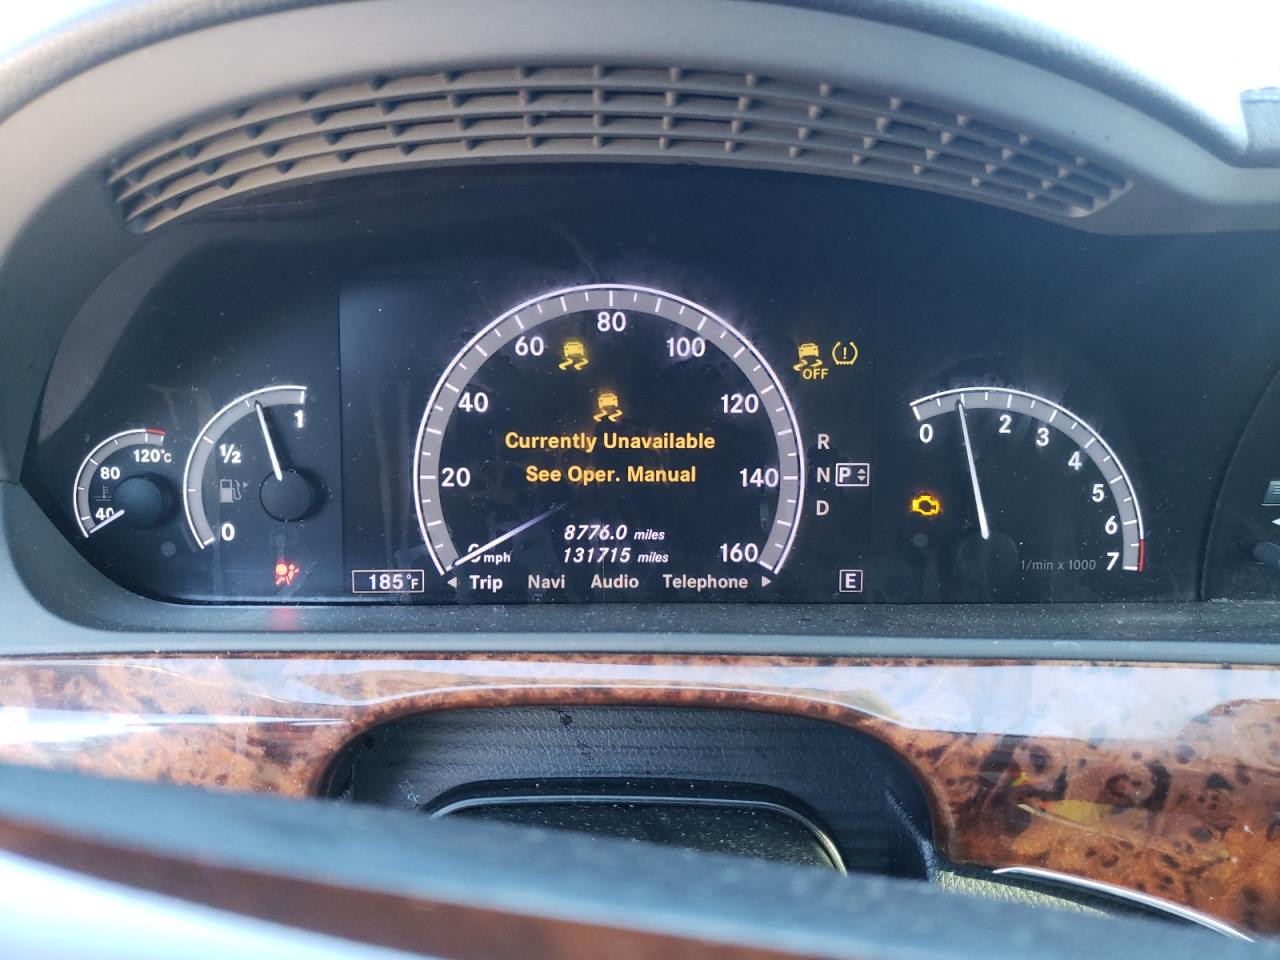 80
60
100
OFF
40
120
1
0
2
3
Currently Unavailable
½
R
120°C
4
80
20
See Oper. Manual
140
N P
5
40
D
6
0
8776.0 miles
0 mph
131715 miles
160
1/min x 1000
7
185°F
Trip Navi Audio Telephone
E